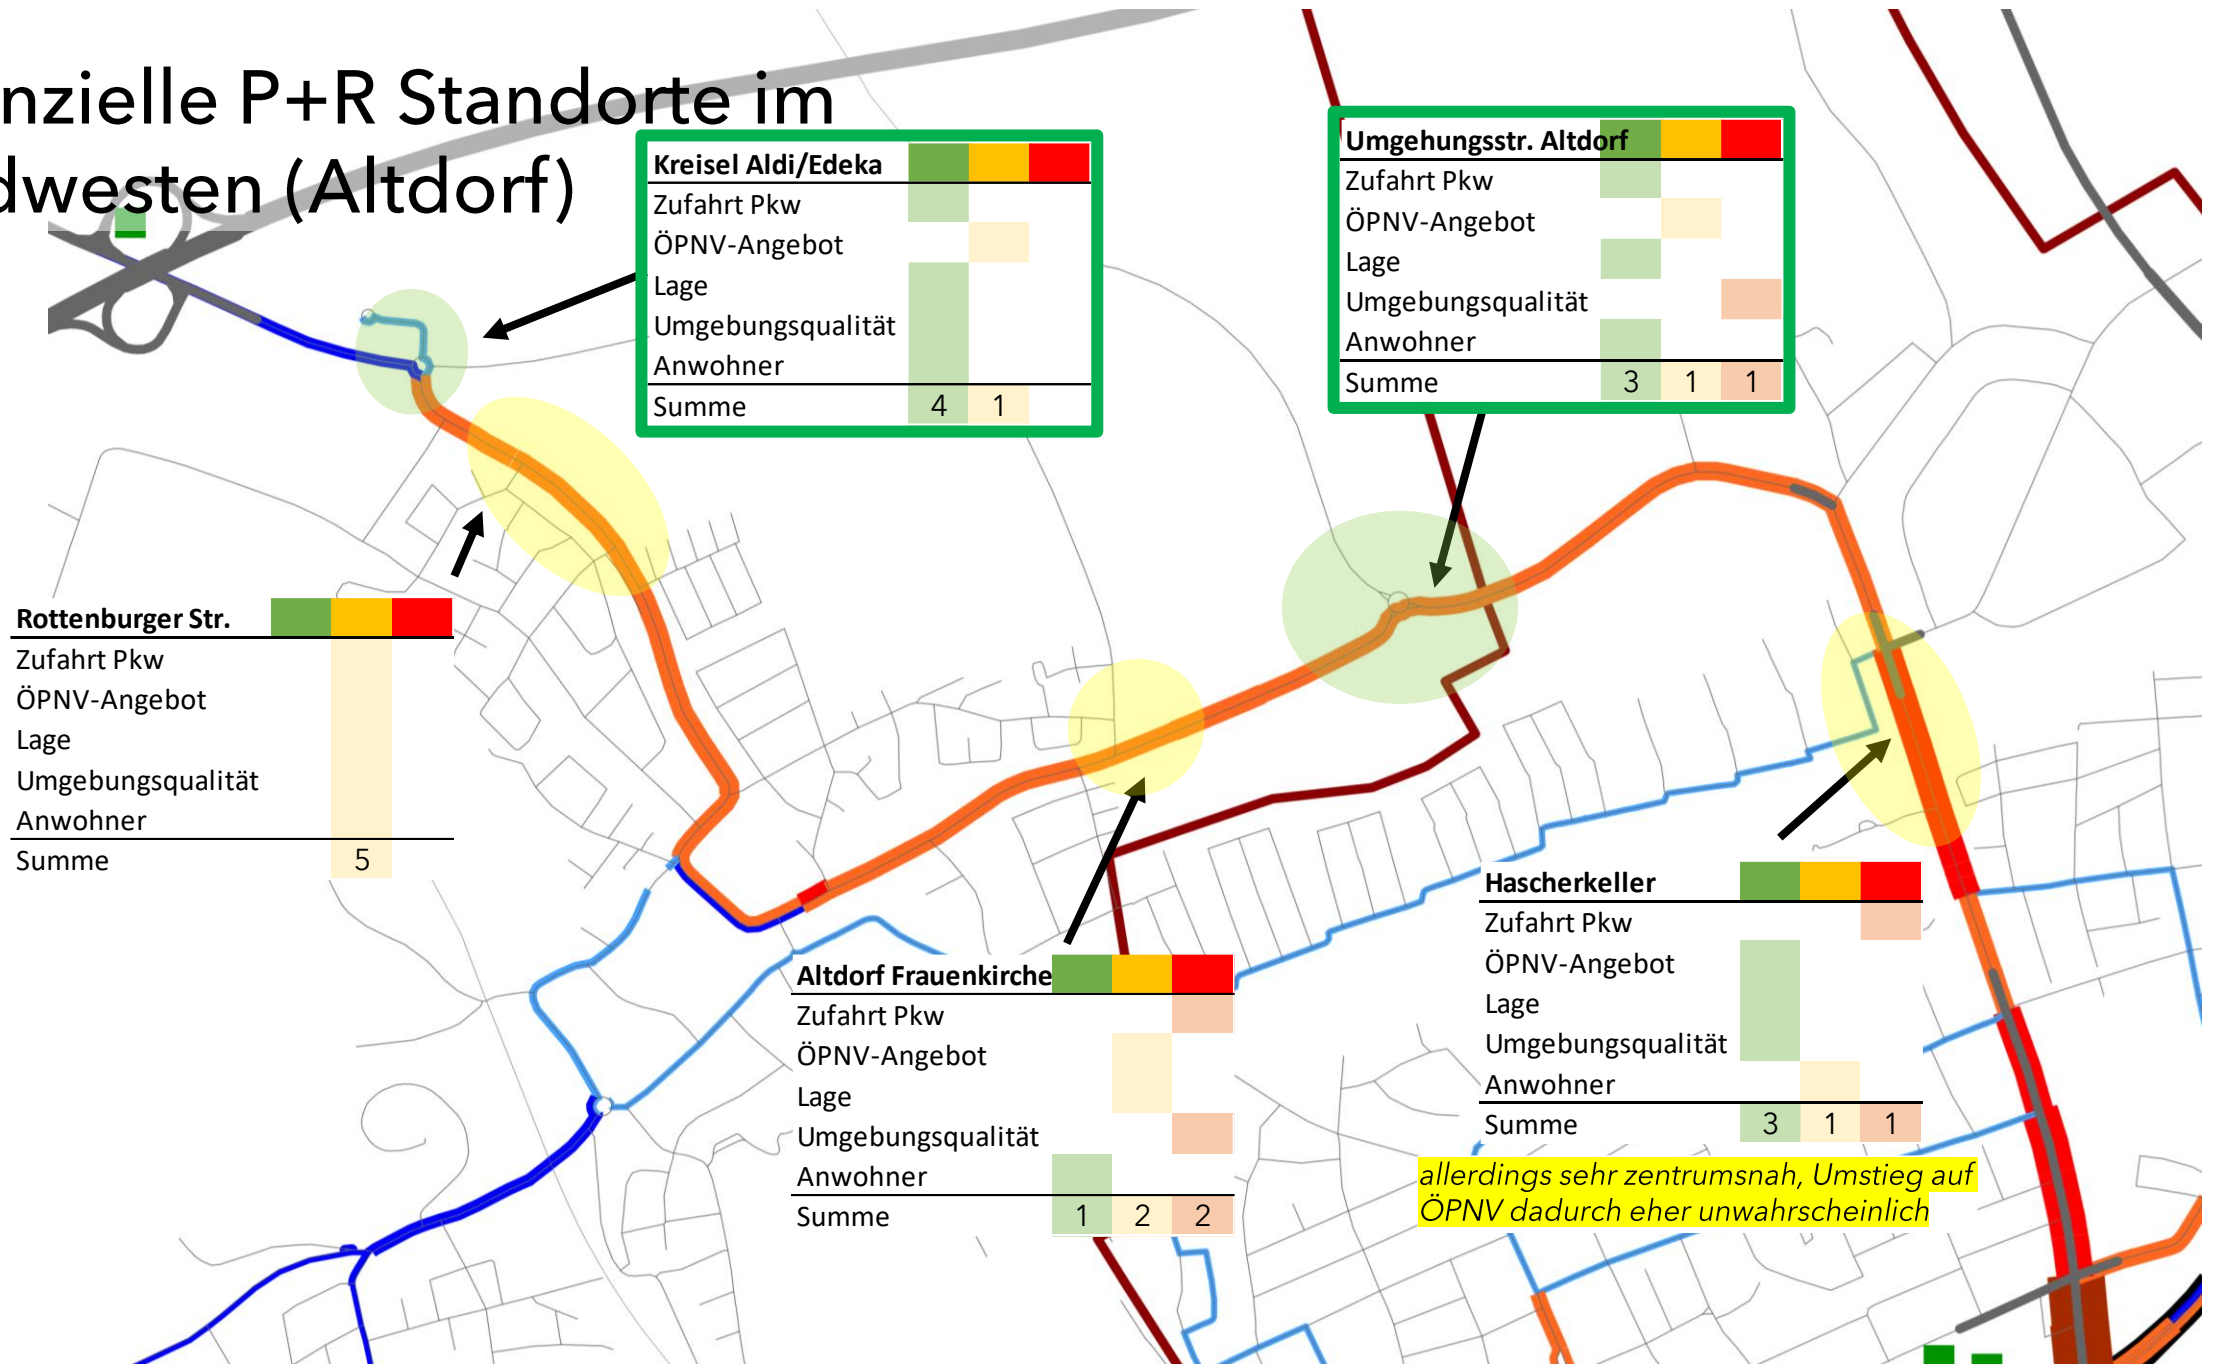 nzielle P+R Standorte im
dwesten (Altdorf)
Kreisel Aldi/Edeka
Zufahrt Pkw
ÖPNV-Angebot
Lage
Umgebungsqualität
Anwohner
Summe 4 1
Umgehungsstr. Altdorf
Zufahrt Pkw
ÖPNV-Angebot
Lage
Umgebungsqualität
Anwohner
Summe 3 1 1
Rottenburger Str.
Zufahrt Pkw
ÖPNV-Angebot
Lage
Umgebungsqualität
Anwohner
Summe 5
Altdorf Frauenkirche
Zufahrt Pkw
ÖPNV-Angebot
Lage
Umgebungsqualität
Anwohner
Summe 1 2 2
Hascherkeller
Zufahrt Pkw
ÖPNV-Angebot
Lage
Umgebungsqualität
Anwohner
Summe 3 1 1
allerdings sehr zentrumsnah, Umstieg auf
ÖPNV dadurch eher unwahrscheinlich